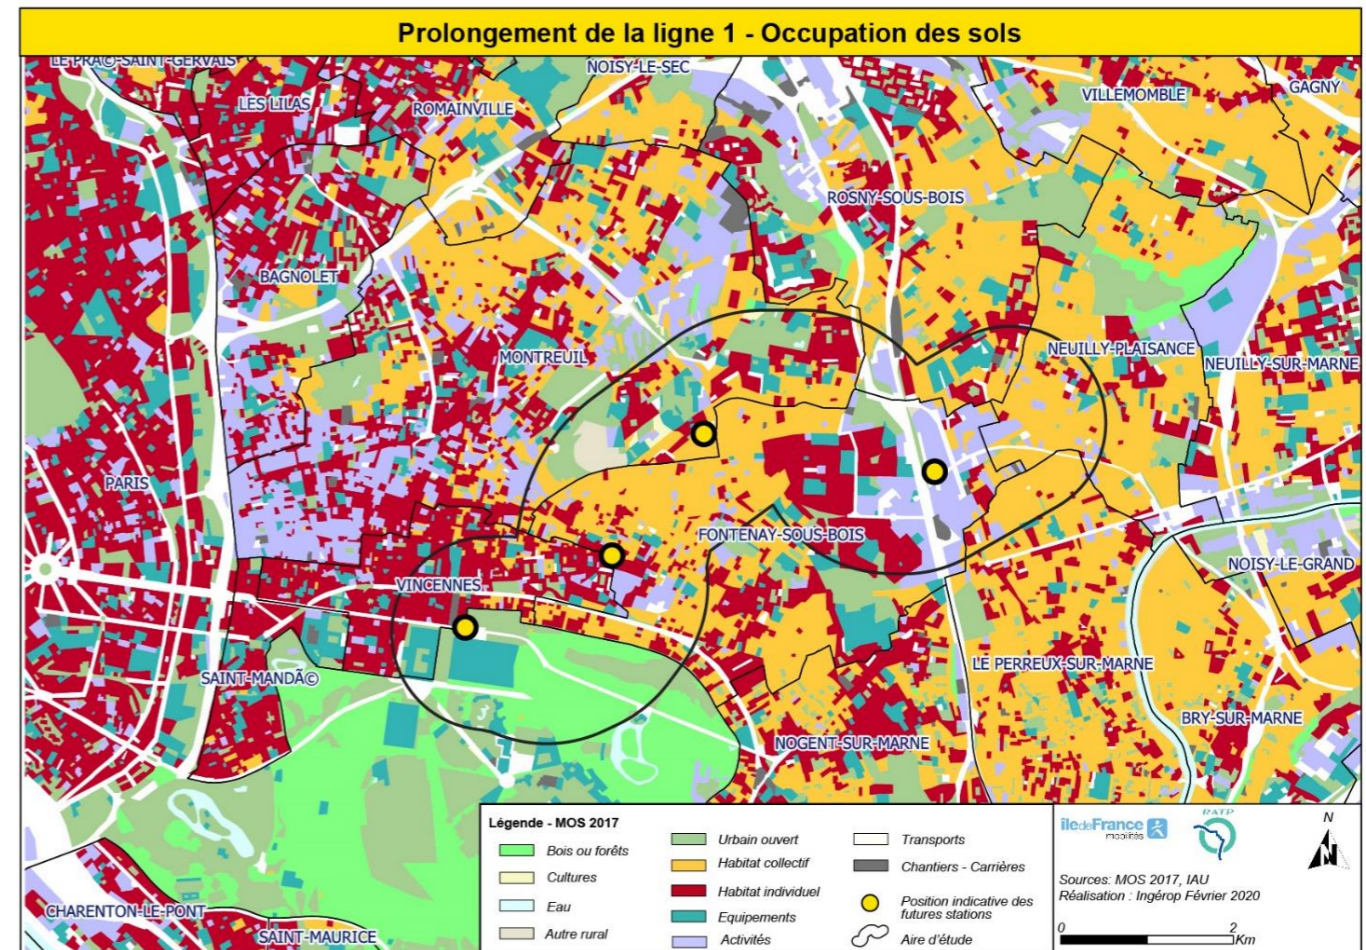 Prolongement de la ligne 1 - Occupation des sols
LE PRÃ©-SAINT-GERVAIS
NOISY-LE-SEC
LES LILAS
ROMAINVILLE
VILLEMOMBLE
GAGNY
ROSNY-SOUS-BOIS
BAGNOLET
MONTREUIL
NEUILLY-PLAISANCE
NEUILLY-SUR-MARNE
PARIS
FONTENAY-SOUS-BOIS
NOISY-LE-GRAND
VINCENNES
LE PERREUX-SUR-MARNE
SAINT-MANDÃ©
BRY-SUR-MARNE
NOGENT-SUR-MARNE
CHARENTON-LE-PONT
SAINT-MAURICE
Légende - MOS 2017
Bois ou forêts
Cultures
Eau
Autre rural
Urbain ouvert
Habitat collectif
Habitat individuel
Equipements
Activités
Transports
Chantiers - Carrières
Position indicative des
futures stations
Aire d'étude
île de France
mobilités
RATP
N
Sources: MOS 2017, IAU
Réalisation : Ingérop Février 2020
0 2
Km